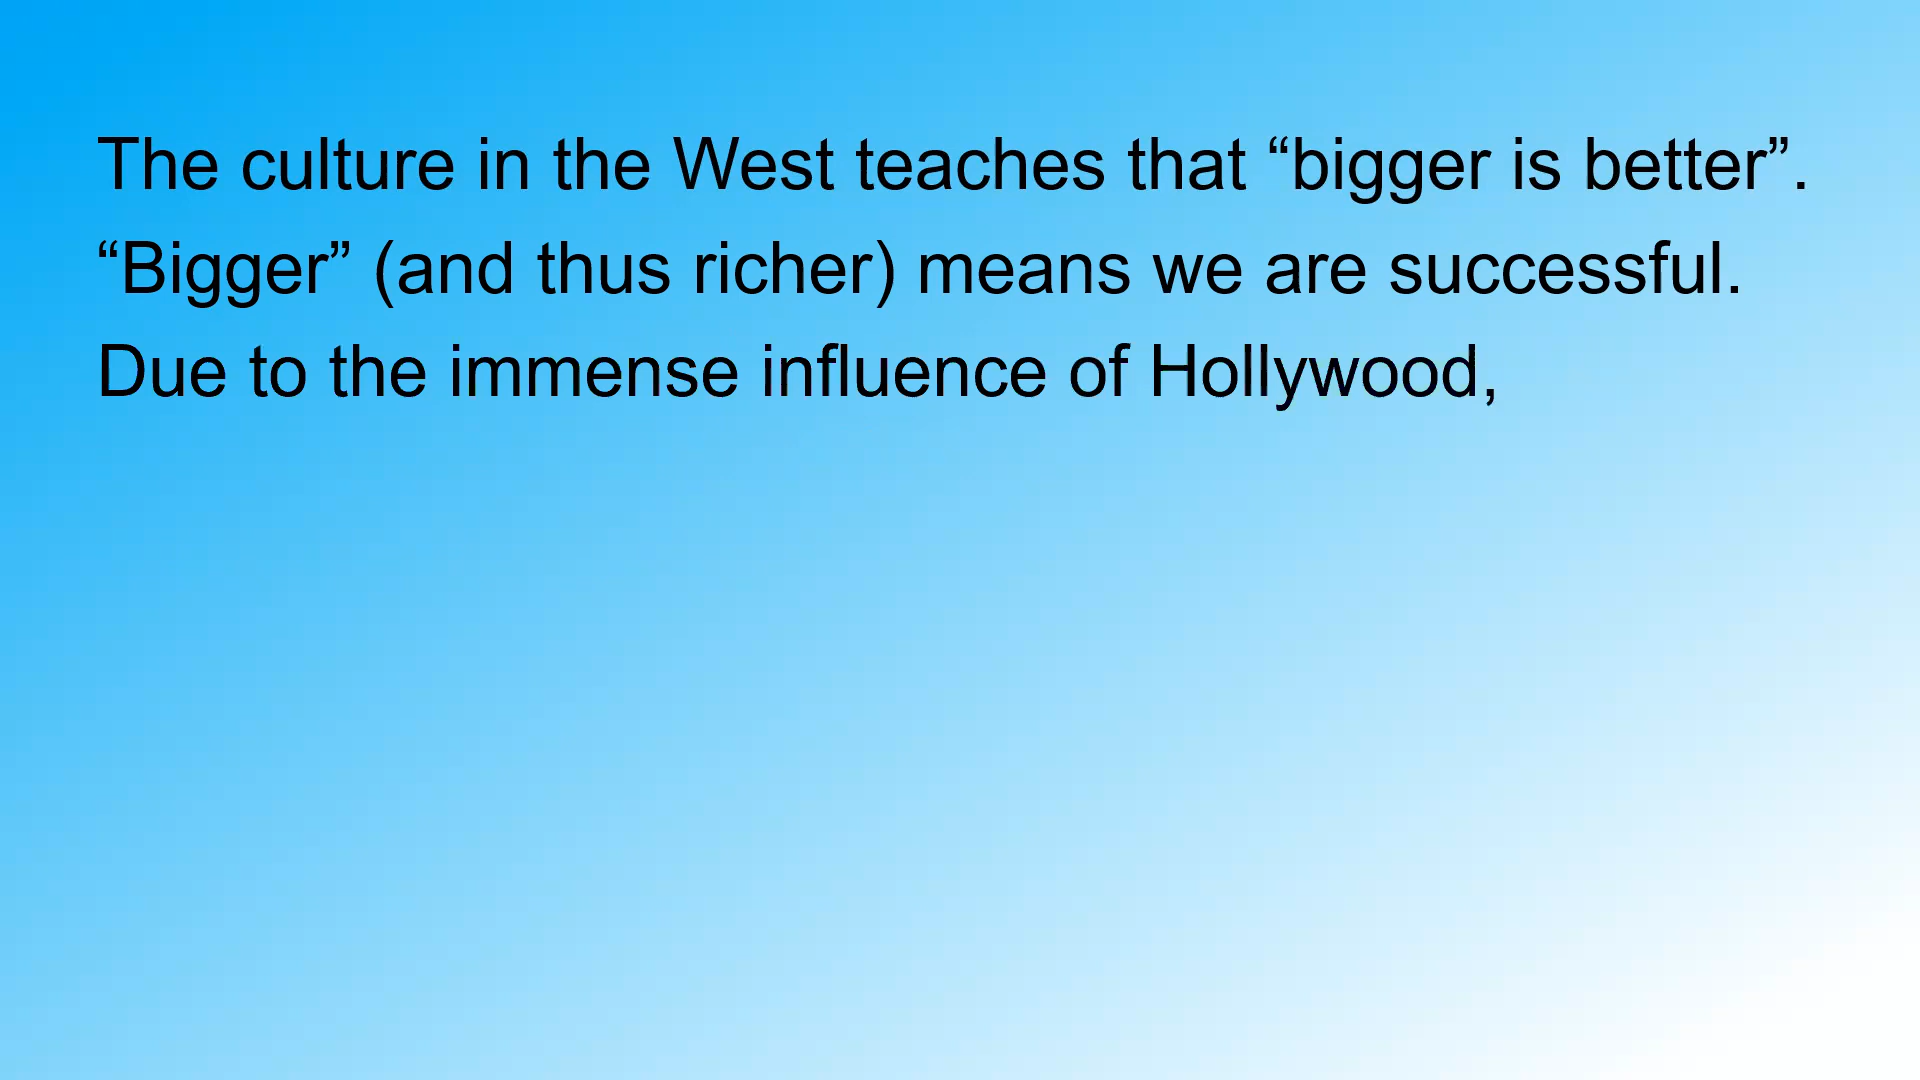 The culture in the West teaches that “bigger is better”.
“Bigger” (and thus richer) means we are successful.
Due to the immense influence of Hollywood,